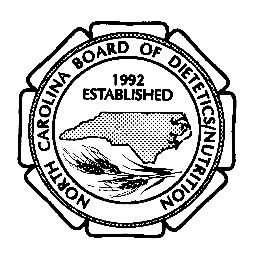 NORTH CAROLINA BOARD OF DIETETICS/NUTRITION
1992
ESTABLISHED